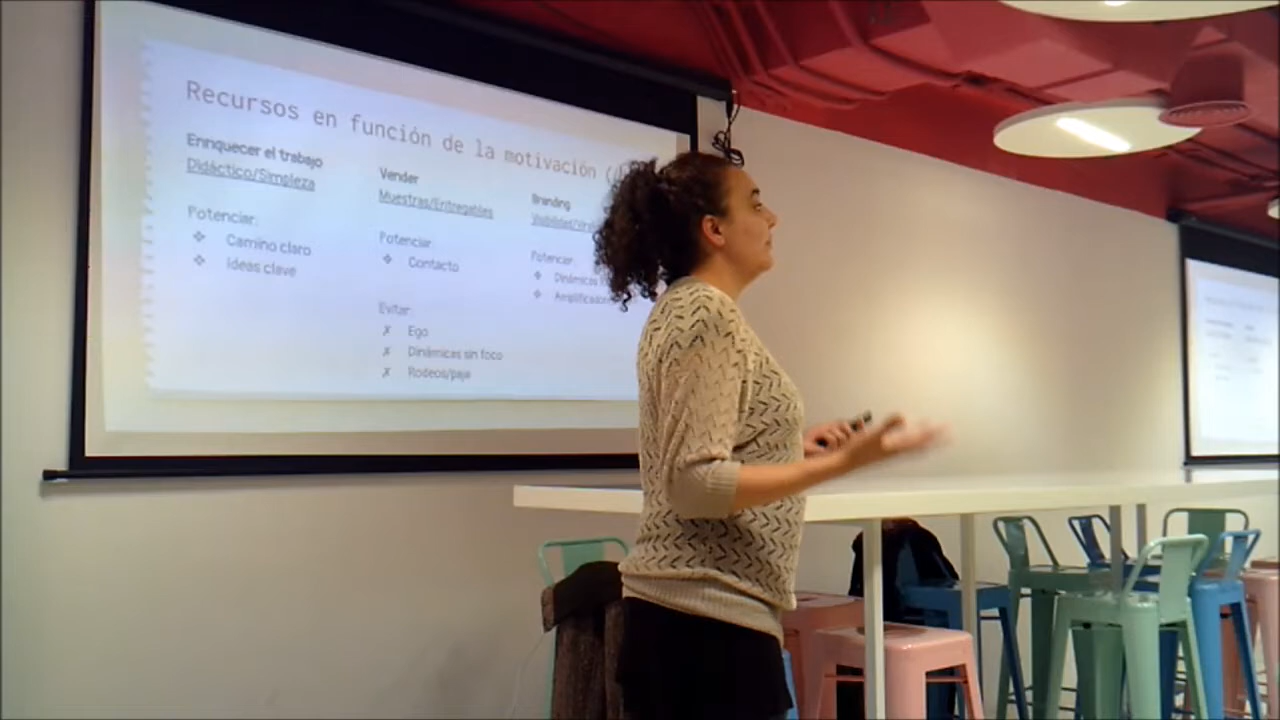 Recursos en función de la motivación
Enriquecer el trabajo
Didáctico/Simpleza
Potenciar:
❖ Camino claro
❖ Ideas clave
Vender
Muestras/Entregables
Potenciar
❖ Contacto
Evitar:
✗ Ego
✗ Dinámicas sin foco
✗ Rodeos/paja
Branding
Potenciar:
❖ Dinámicas
❖